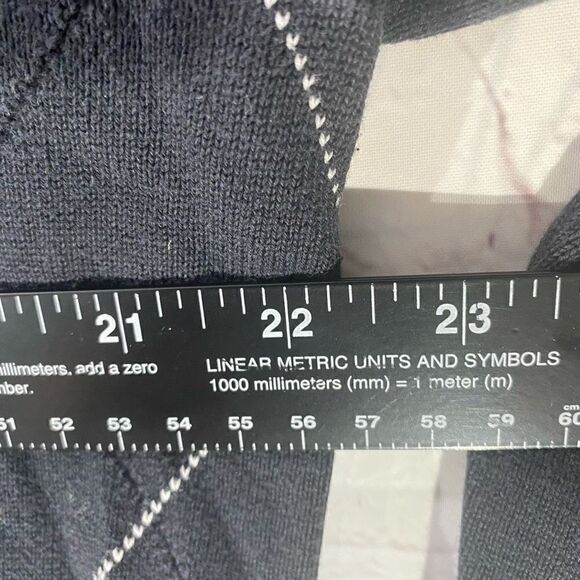 21 22 23
illimeters, add a zero
LINEAR METRIC UNITS AND SYMBOLS
mber.
1000 millimeters (mm) = 1 meter (m)
cm
51 52 53 54 55 56 57 58 59 60